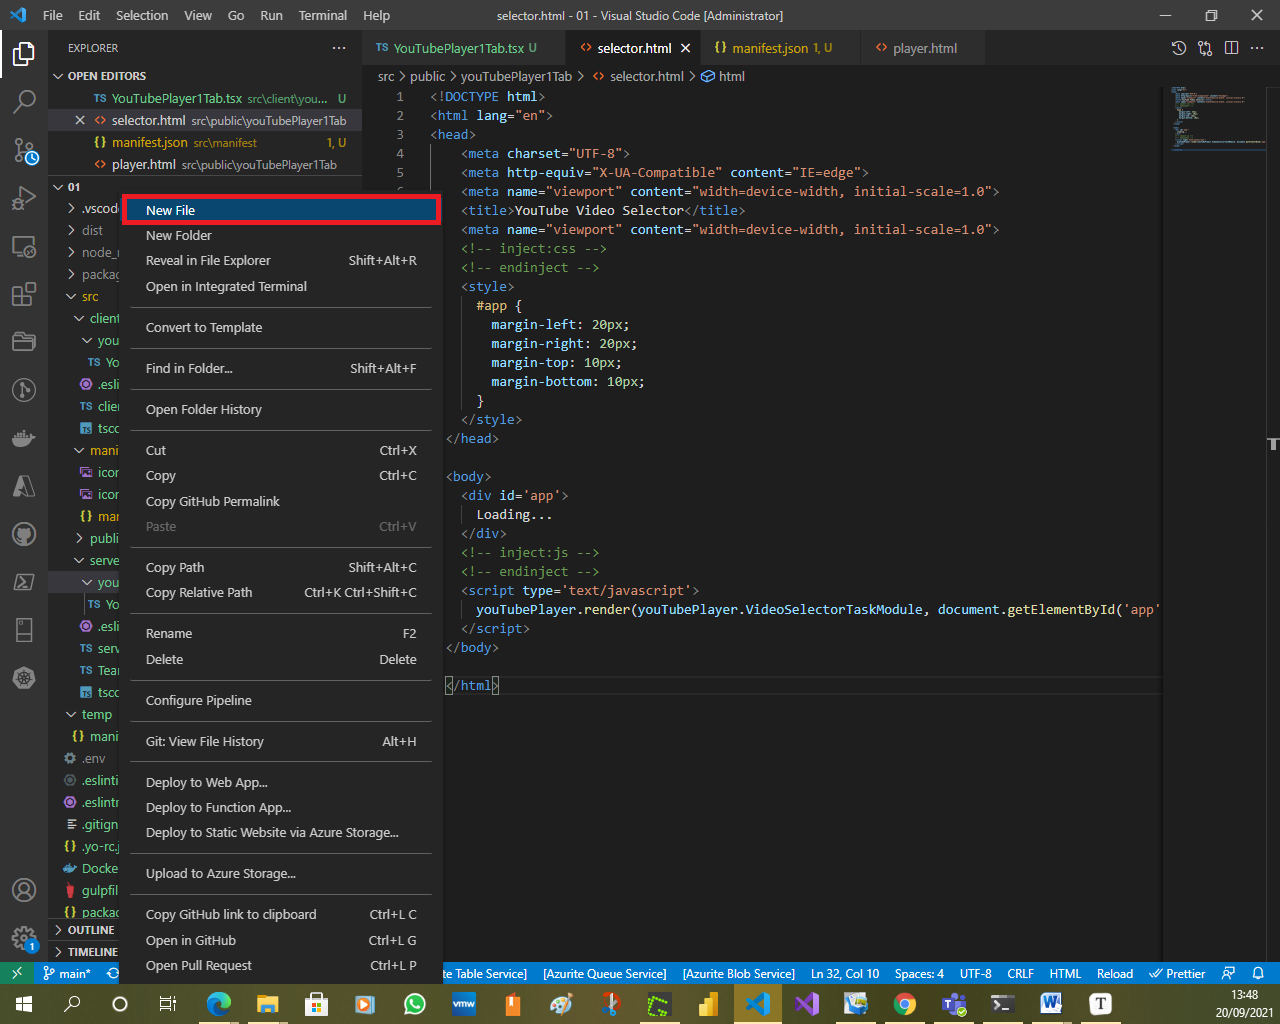 File Edit Selection View Go Run Terminal Help selector.html - 01 - Visual Studio Code [Administrator]
EXPLORER
OPEN EDITORS
YouTubePlayer1Tab.tsx src\client\you... U
selector.html src\public\youTubePlayer1Tab
manifest.json src\manifest 1, U
player.html src\public\youTubePlayer1Tab
01
.vscod
dist
node_
packag
src
client
you
TS Yo
.esli
TS clie
tsco
mani
icor
icor
{} mar
publi
serve
you
TS Yo
.esli
TS serv
TS Tear
tsco
temp
{} mani
.env
.eslinti
.eslintr
.gitign
{} .yo-rc.j
Docke
gulpfil
{} packag
OUTLINE
TIMELINE
New File
New Folder
Reveal in File Explorer Shift+Alt+R
Open in Integrated Terminal
Convert to Template
Find in Folder... Shift+Alt+F
Open Folder History
Cut Ctrl+X
Copy Ctrl+C
Copy GitHub Permalink
Paste Ctrl+V
Copy Path Shift+Alt+C
Copy Relative Path Ctrl+K Ctrl+Shift+C
Rename F2
Delete Delete
Configure Pipeline
Git: View File History Alt+H
Deploy to Web App...
Deploy to Function App...
Deploy to Static Website via Azure Storage...
Upload to Azure Storage...
Copy GitHub link to clipboard Ctrl+L C
Open in GitHub Ctrl+L G
Open Pull Request Ctrl+L P
TS YouTubePlayer1Tab.tsx U selector.html manifest.json 1, U player.html
src > public > youTubePlayer1Tab > selector.html > html
1 <!DOCTYPE html>
2 <html lang="en">
3 <head>
4 <meta charset="UTF-8">
5 <meta http-equiv="X-UA-Compatible" content="IE=edge">
6 <meta name="viewport" content="width=device-width, initial-scale=1.0">
<title>YouTube Video Selector</title>
<meta name="viewport" content="width=device-width, initial-scale=1.0">
<!-- inject:css -->
<!-- endinject -->
<style>
#app {
margin-left: 20px;
margin-right: 20px;
margin-top: 10px;
margin-bottom: 10px;
}
</style>
</head>
<body>
<div id='app'>
Loading...
</div>
<!-- inject:js -->
<!-- endinject -->
<script type='text/javascript'>
youTubePlayer.render(youTubePlayer.VideoSelectorTaskModule, document.getElementById('app'
</script>
</body>
</html>
main* te Table Service] [Azurite Queue Service] [Azurite Blob Service] Ln 32, Col 10 Spaces: 4 UTF-8 CRLF HTML Reload Prettier
13:48
20/09/2021